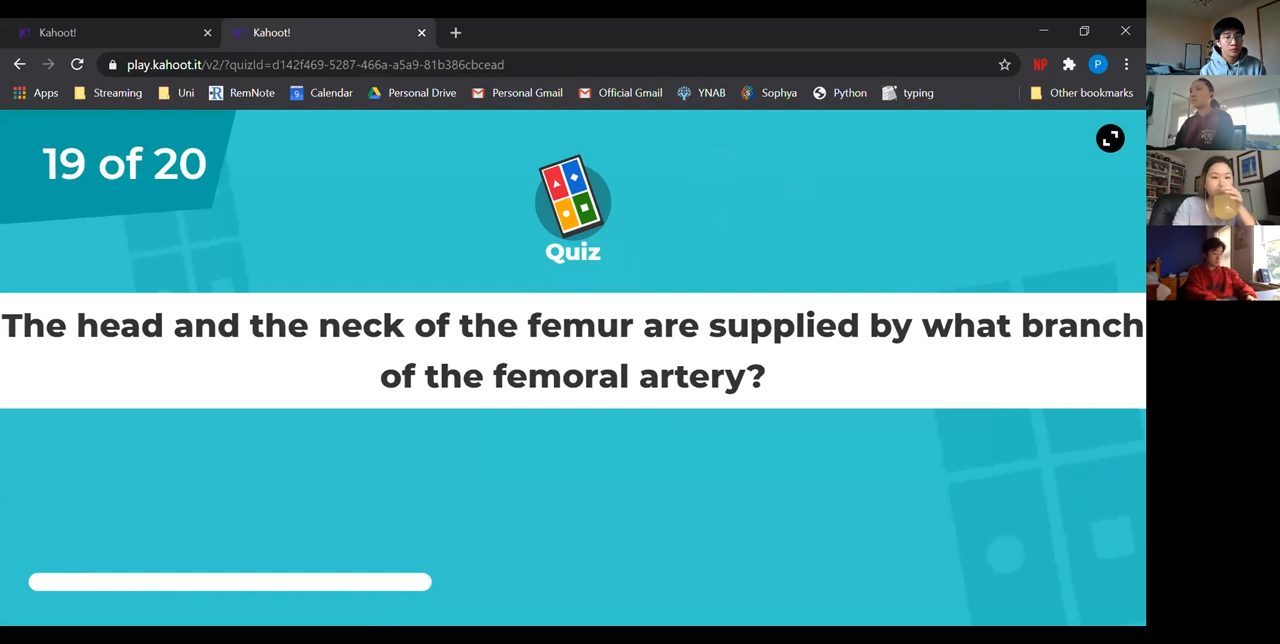 Kahoot!
Kahoot!
play.kahoot.it/v2/?quizId=d142f469-5287-466a-a5a9-81b386cbcead
NP
P
Apps
Streaming
Uni
R
RemNote
9
Calendar
Personal Drive
Personal Gmail
Official Gmail
YNAB
Sophya
Python
typing
Other bookmarks
19 of 20
Quiz
The head and the neck of the femur are supplied by what branch
of the femoral artery?